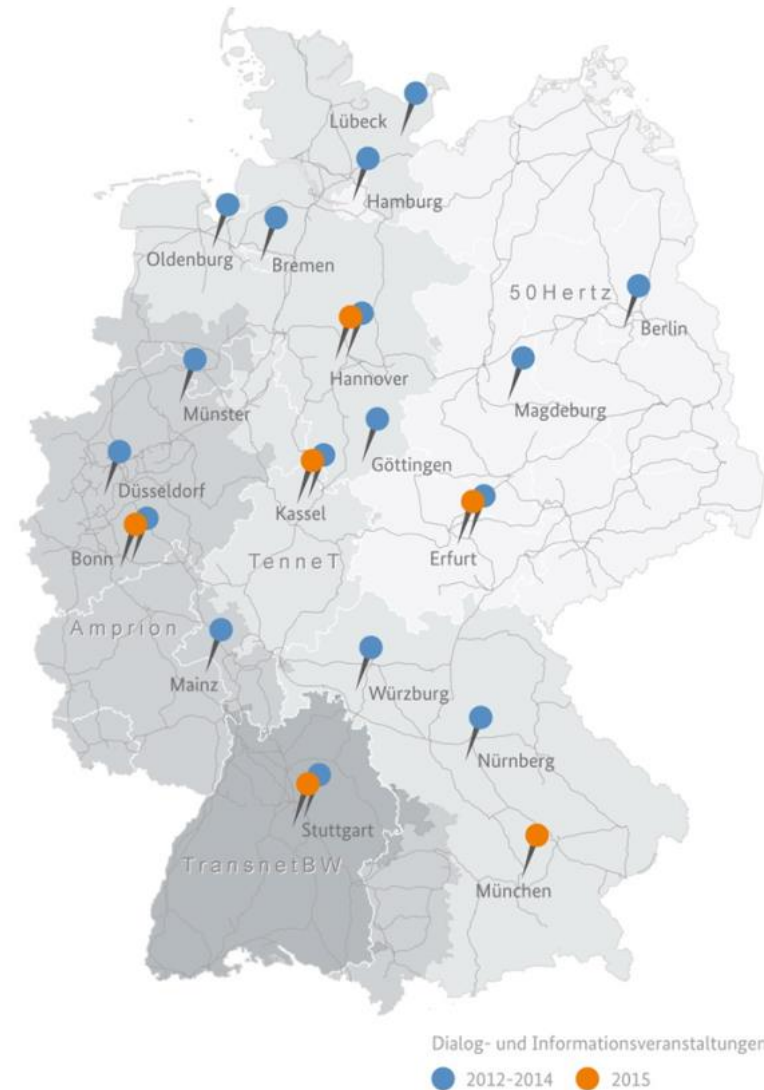 Lübeck
Hamburg
Oldenburg
Bremen
50Hertz
Berlin
Hannover
Münster
Magdeburg
Göttingen
Düsseldorf
Kassel
Erfurt
Bonn
TenneT
Amprion
Mainz
Würzburg
Nürnberg
Stuttgart
TransnetBW
München
Dialog- und Informationsveranstaltungen
2012-2014 2015